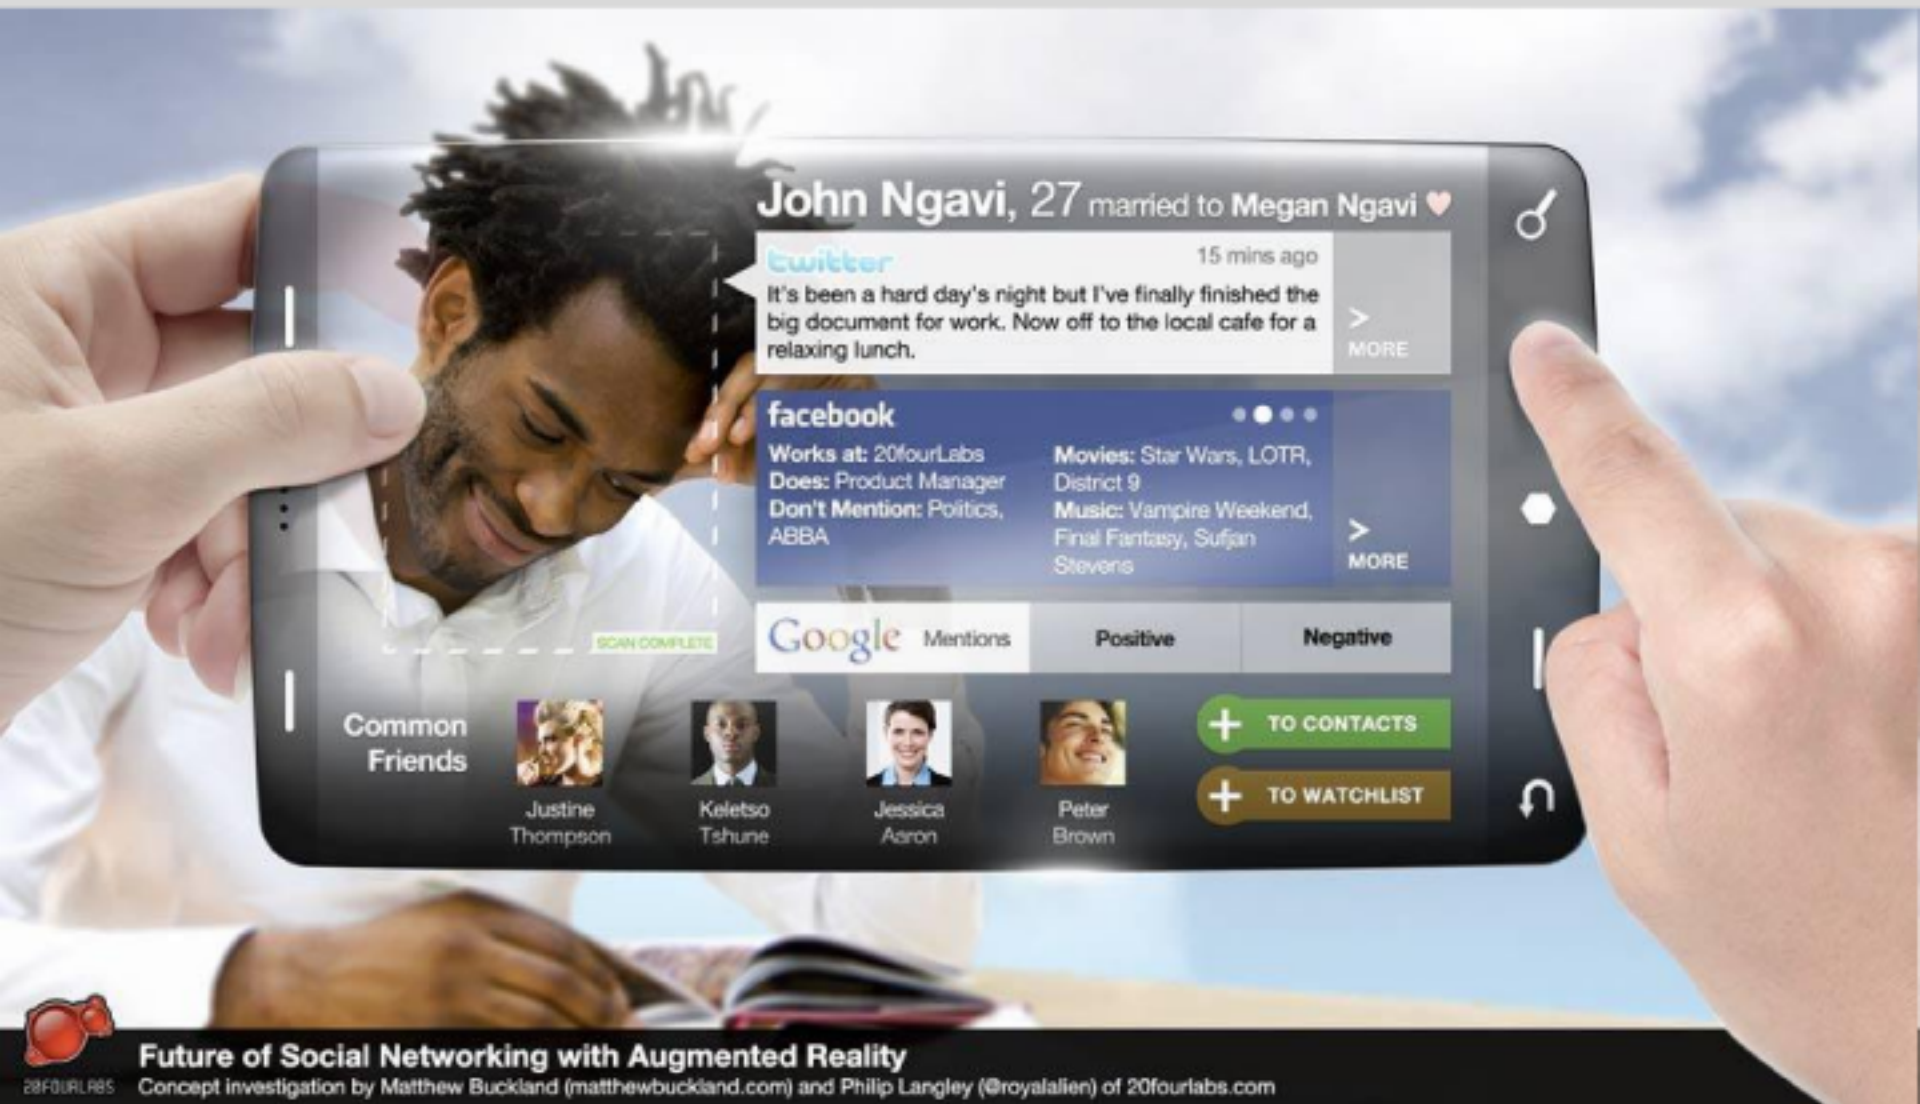 John Ngavi, 27 married to Megan Ngavi
twitter
15 mins ago
It's been a hard day's night but I've finally finished the
big document for work. Now off to the local cafe for a
relaxing lunch.
>
MORE
facebook
Works at: 20fourLabs
Does: Product Manager
Don't Mention: Politics,
ABBA
Movies: Star Wars, LOTR,
District 9
Music: Vampire Weekend,
Final Fantasy, Sufjan
Stevens
>
MORE
SCAN COMPLETE
Google Mentions
Positive
Negative
Common
Friends
Justine
Thompson
Keletso
Tshune
Jessica
Aaron
Peter
Brown
+ TO CONTACTS
+ TO WATCHLIST
20FOURLABS
Future of Social Networking with Augmented Reality
Concept investigation by Matthew Buckland (matthewbuckland.com) and Philip Langley (@royalalien) of 20fourlabs.com